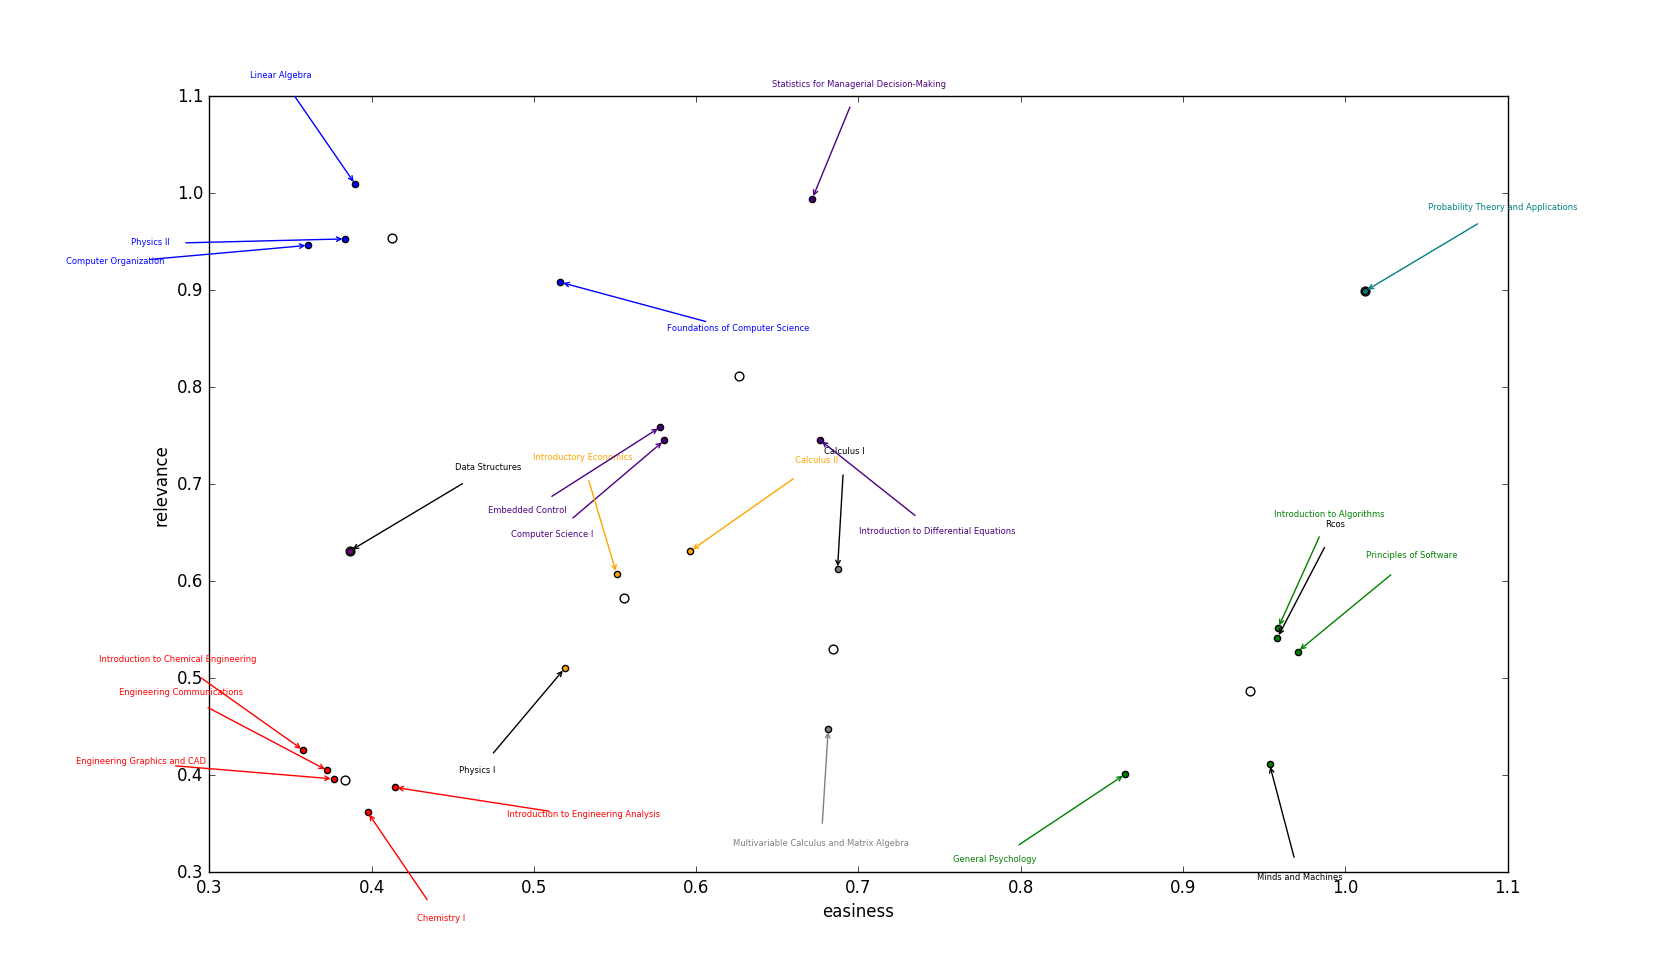 Linear Algebra
Statistics for Managerial Decision-Making
1.1
1.0
Probability Theory and Applications
Physics II
Computer Organization
0.9
Foundations of Computer Science
0.8
Calculus I
Introductory Economics
Calculus II
Data Structures
relevance
0.7
Embedded Control
Introduction to Algorithms
Rcos
Computer Science I
Introduction to Differential Equations
Principles of Software
0.6
Introduction to Chemical Engineering
0.5
Engineering Communications
Engineering Graphics and CAD
Physics I
0.4
Introduction to Engineering Analysis
Multivariable Calculus and Matrix Algebra
General Psychology
0.3
Minds and Machines
0.3 0.4 0.5 0.6 0.7 0.8 0.9 1.0 1.1
easiness
Chemistry I